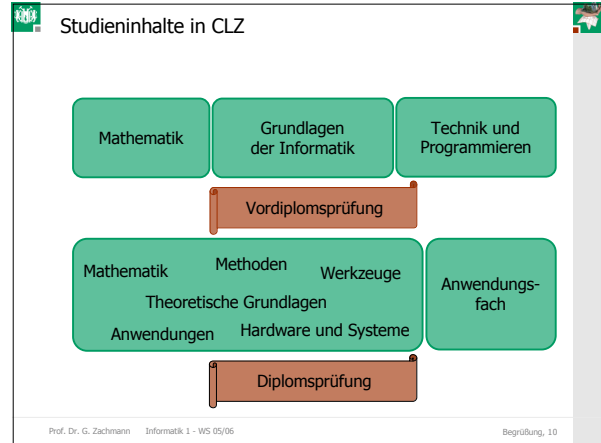 Studieninhalte in CLZ
Mathematik
Grundlagen
der Informatik
Technik und
Programmieren
Vordiplomsprüfung
Mathematik
Methoden
Werkzeuge
Theoretische Grundlagen
Anwendungen
Hardware und Systeme
Anwendungs-
fach
Diplomsprüfung
Prof. Dr. G. Zachmann Informatik 1 - WS 05/06 Begrüßung, 10